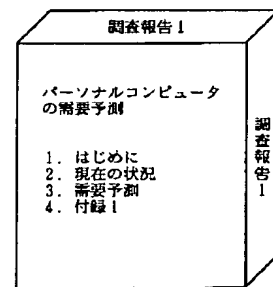 調査報告1
パーソナルコンピュータ
の需要予測
1. はじめに
2. 現在の状況
3. 需要予測
4. 付録1
調査報告1